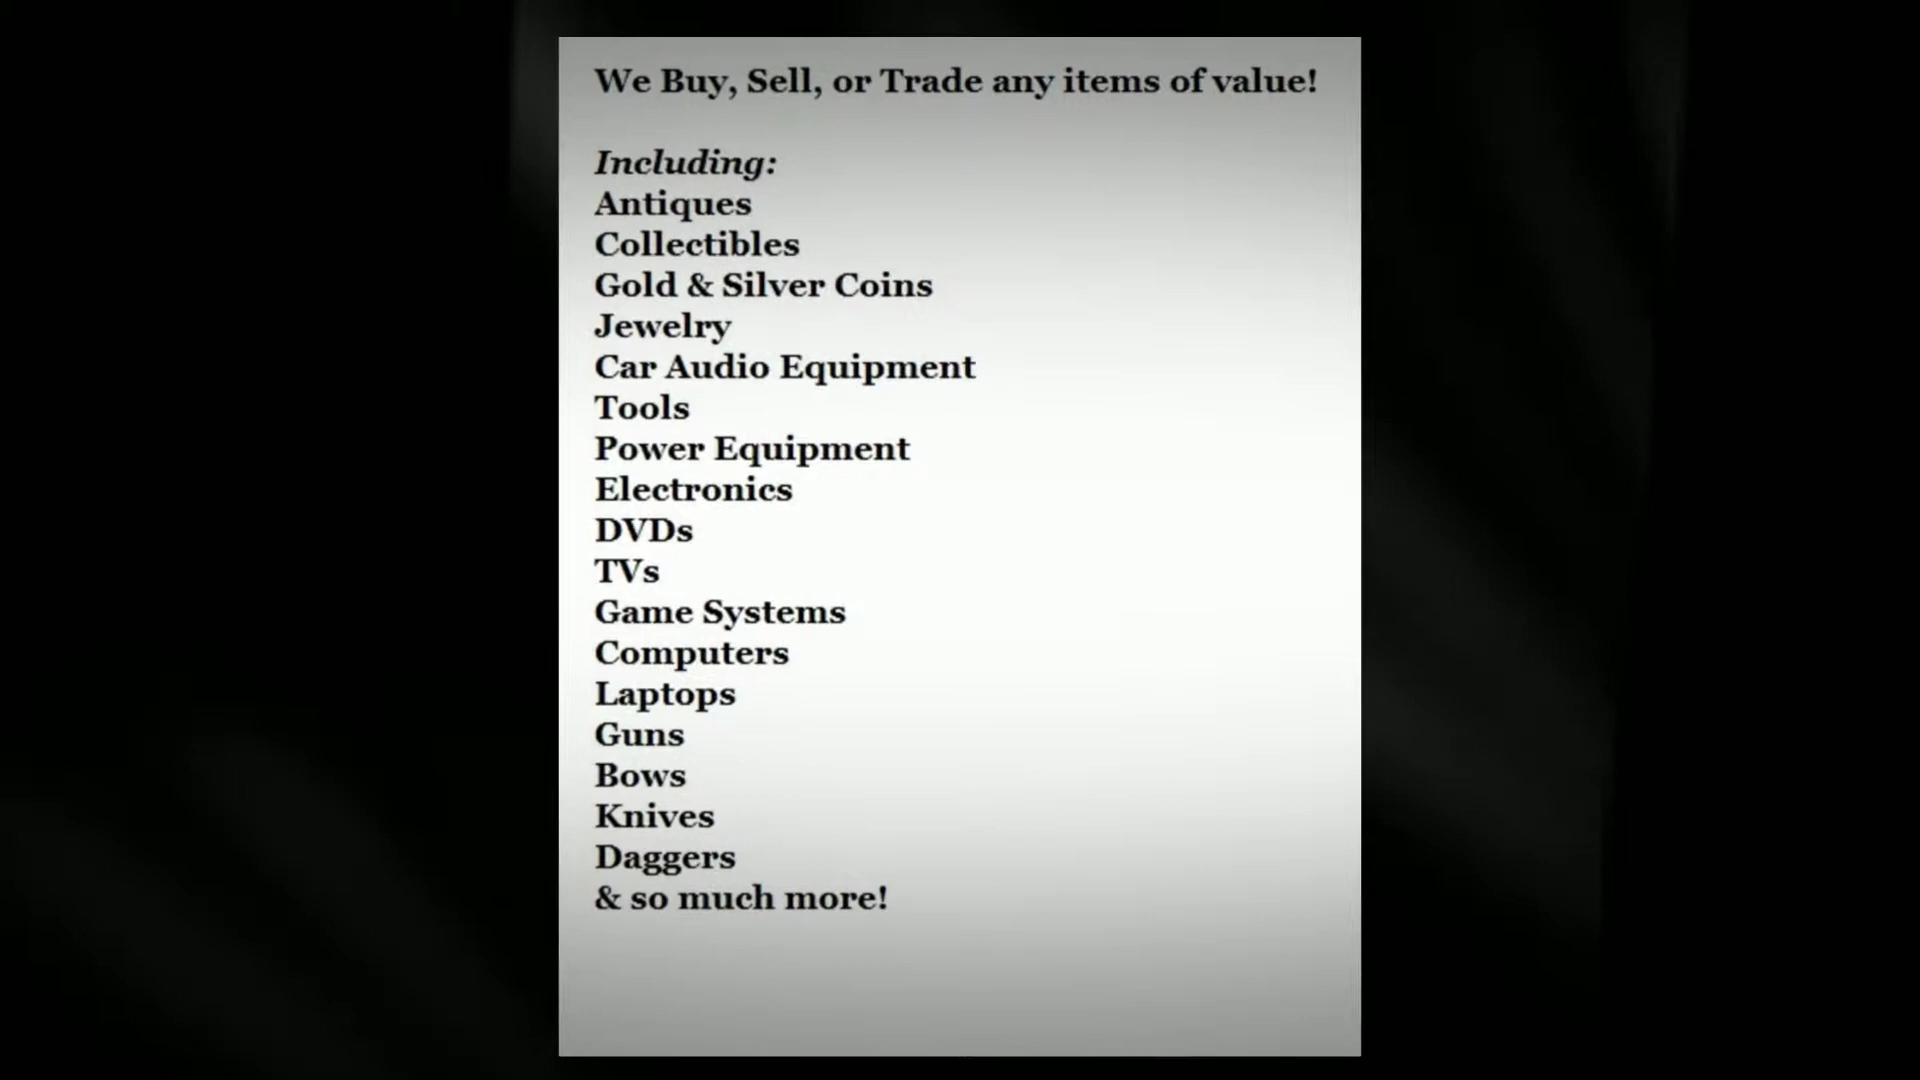 We Buy, Sell, or Trade any items of value!
Including:
Antiques
Collectibles
Gold & Silver Coins
Jewelry
Car Audio Equipment
Tools
Power Equipment
Electronics
DVDs
TVs
Game Systems
Computers
Laptops
Guns
Bows
Knives
Daggers
& so much more!